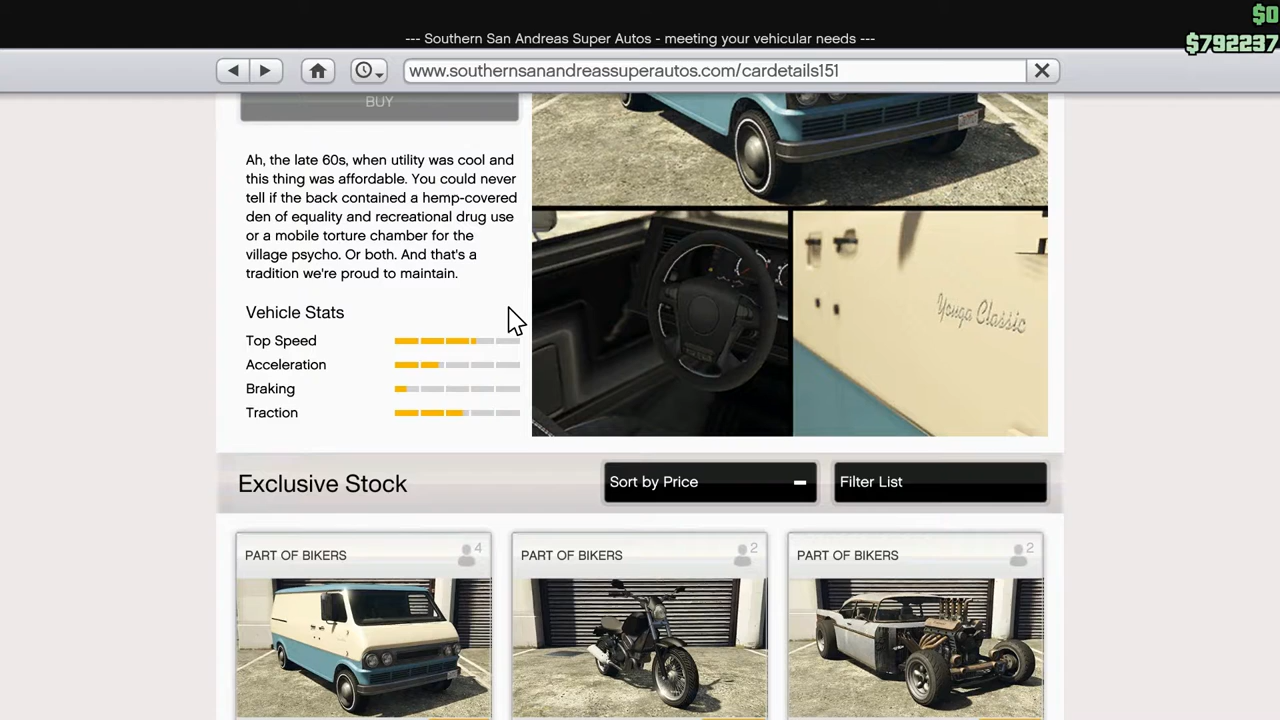 $0
--- Southern San Andreas Super Autos - meeting your vehicular needs ---
$792237
www.southernsanandreassuperautos.com/cardetails151
BUY
Ah, the late 60s, when utility was cool and
this thing was affordable. You could never
tell if the back contained a hemp-covered
den of equality and recreational drug use
or a mobile torture chamber for the
village psycho. Or both. And that's a
tradition we're proud to maintain.
Youga Classic
Vehicle Stats
Top Speed
Acceleration
Braking
Traction
Exclusive Stock
Sort by Price
Filter List
PART OF BIKERS
4
PART OF BIKERS
2
PART OF BIKERS
2